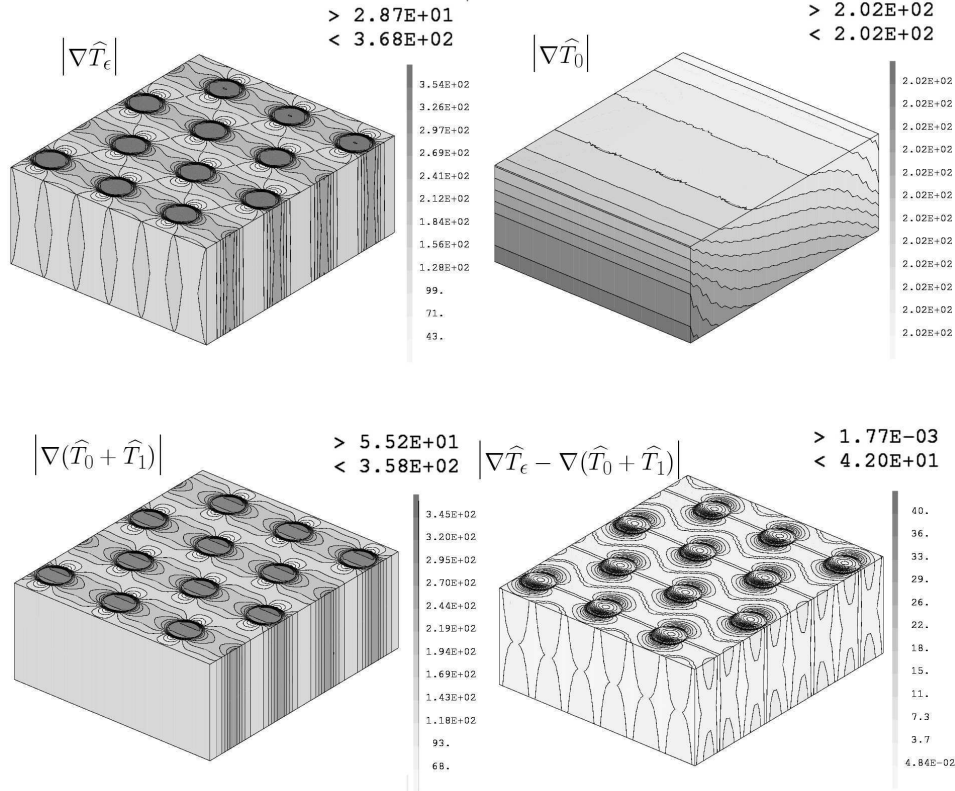 > 2.87E+01
< 3.68E+02
|∇T̂_ϵ|
3.54E+02
3.26E+02
2.97E+02
2.69E+02
2.41E+02
2.12E+02
1.84E+02
1.56E+02
1.28E+02
99.
71.
43.
> 2.02E+02
< 2.02E+02
|∇T̂_0|
2.02E+02
2.02E+02
2.02E+02
2.02E+02
2.02E+02
2.02E+02
2.02E+02
2.02E+02
2.02E+02
2.02E+02
2.02E+02
2.02E+02
> 5.52E+01
< 3.58E+02
|∇(T̂_0 + T̂_1)|
3.45E+02
3.20E+02
2.95E+02
2.70E+02
2.44E+02
2.19E+02
1.94E+02
1.69E+02
1.43E+02
1.18E+02
93.
68.
> 1.77E-03
< 4.20E+01
|∇T̂_ϵ − ∇(T̂_0 + T̂_1)|
40.
36.
33.
29.
26.
22.
18.
15.
11.
7.3
3.7
4.84E-02